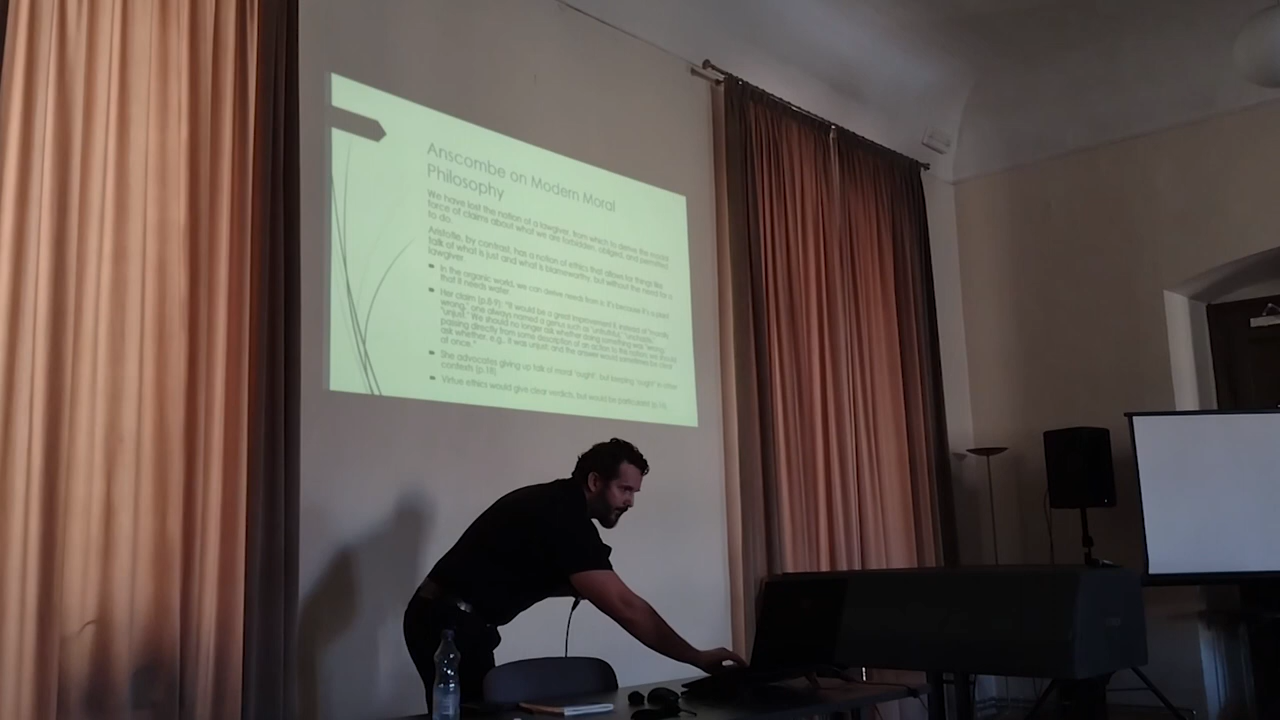 Anscombe on Modern Moral
Philosophy
We have lost the notion of a lawgiver, from which to derive the
force of claims about what we are forbidden, obliged, and permitted
to do.
Aristotle, by contrast, has a notion of ethics that allows for things like
talk of what is just and what is blameworthy, but without the need for a
lawgiver.
In the organic world, we can derive needs from is: it's because it is a plant
that it needs water.
Her claim (p.8-9): "It would be a great improvement if, instead of "morally
wrong," one always named a genus such as "untruthful," "unchaste,"
"unjust." We should no longer ask whether doing something was "wrong,"
passing directly from some description of an action to this notion; we should
ask whether, e.g., it was unjust; and the answer would sometimes be clear
at once."
She advocates giving up talk of moral "ought", but keeping "ought" in other
contexts (p.18)
Virtue ethics would give clear verdicts, but would be particularist